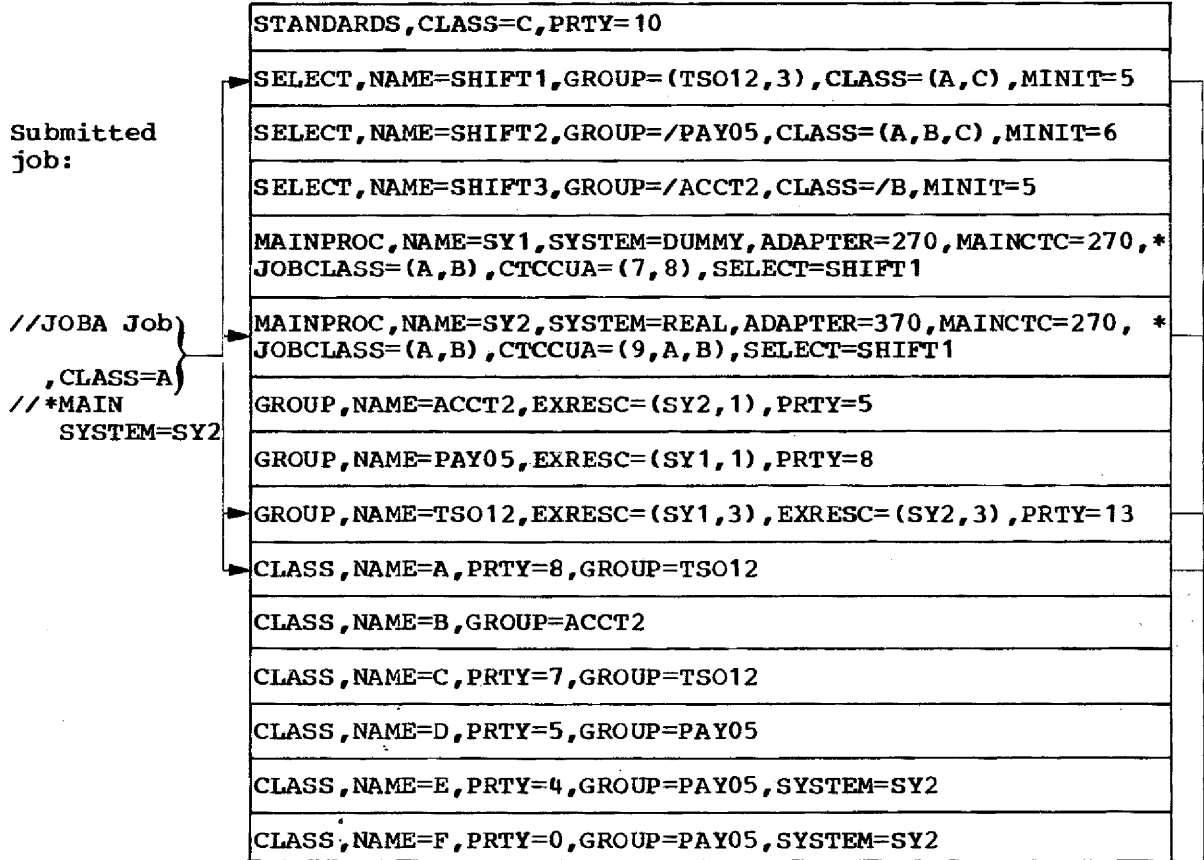 STANDARDS,CLASS=C,PRTY=10
SELECT,NAME=SHIFT1,GROUP=(TSO12,3),CLASS=(A,C),MINIT=5
Submitted
job:
SELECT,NAME=SHIFT2,GROUP=/PAY05,CLASS=(A,B,C),MINIT=6
SELECT,NAME=SHIFT3,GROUP=/ACCT2,CLASS=/B,MINIT=5
MAINPROC,NAME=SY1,SYSTEM=DUMMY,ADAPTER=270,MAINCTC=270,*
JOBCLASS=(A,B),CTCCUA=(7,8),SELECT=SHIFT1
//JOBA Job
,CLASS=A
//*MAIN
SYSTEM=SY2
MAINPROC,NAME=SY2,SYSTEM=REAL,ADAPTER=370,MAINCTC=270, *
JOBCLASS=(A,B),CTCCUA=(9,A,B),SELECT=SHIFT1
GROUP,NAME=ACCT2,EXRESC=(SY2,1),PRTY=5
GROUP,NAME=PAY05,EXRESC=(SY1,1),PRTY=8
GROUP,NAME=TSO12,EXRESC=(SY1,3),EXRESC=(SY2,3),PRTY=13
CLASS,NAME=A,PRTY=8,GROUP=TSO12
CLASS,NAME=B,GROUP=ACCT2
CLASS,NAME=C,PRTY=7,GROUP=TSO12
CLASS,NAME=D,PRTY=5,GROUP=PAY05
CLASS,NAME=E,PRTY=4,GROUP=PAY05,SYSTEM=SY2
CLASS,NAME=F,PRTY=0,GROUP=PAY05,SYSTEM=SY2